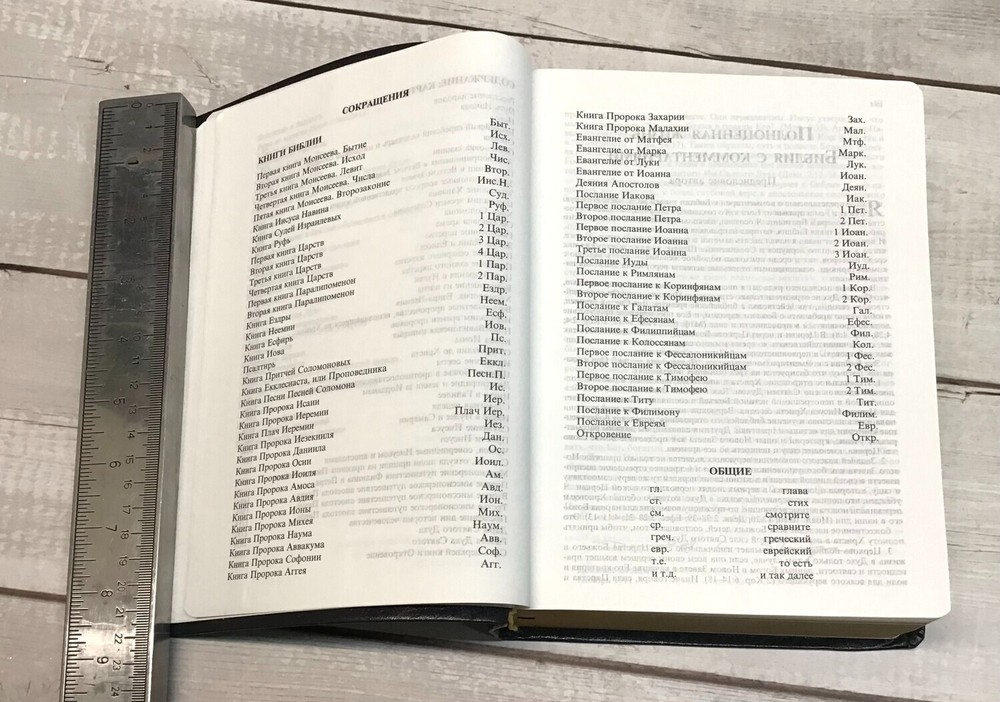 СОКРАЩЕНИЯ
КНИГИ БИБЛИИ
Первая книга Моисеева. Бытие Быт.
Вторая книга Моисеева. Исход Исх.
Третья книга Моисеева. Левит Лев.
Четвертая книга Моисеева. Числа Чис.
Пятая книга Моисеева. Второзаконие Втор.
Книга Иисуса Навина Иис.Н.
Книга Судей Израилевых Суд.
Книга Руфь Руф.
Первая книга Царств 1 Цар.
Вторая книга Царств 2 Цар.
Третья книга Царств 3 Цар.
Четвертая книга Царств 4 Цар.
Первая книга Паралипоменон 1 Пар.
Вторая книга Паралипоменон 2 Пар.
Книга Ездры Ездр.
Книга Неемии Неем.
Книга Есфирь Есф.
Книга Иова Иов.
Псалтирь Пс.
Книга Притчей Соломоновых Прит.
Книга Екклесиаста, или Проповедника Еккл.
Книга Песни Песней Соломона Песн.П.
Книга Пророка Исаии Ис.
Книга Пророка Иеремии Иер.
Книга Плач Иеремии Плач Иер.
Книга Пророка Иезекииля Иез.
Книга Пророка Даниила Дан.
Книга Пророка Осии Ос.
Книга Пророка Иоиля Иоил.
Книга Пророка Амоса Ам.
Книга Пророка Авдия Авд.
Книга Пророка Ионы Ион.
Книга Пророка Михея Мих.
Книга Пророка Наума Наум.
Книга Пророка Аввакума Авв.
Книга Пророка Софонии Соф.
Книга Пророка Аггея Агг.
Книга Пророка Захарии Зах.
Книга Пророка Малахии Мал.
Евангелие от Матфея Мтф.
Евангелие от Марка Марк.
Евангелие от Луки Лук.
Евангелие от Иоанна Иоан.
Деяния Апостолов Деян.
Послание Иакова Иак.
Первое послание Петра 1 Пет.
Второе послание Петра 2 Пет.
Первое послание Иоанна 1 Иоан.
Второе послание Иоанна 2 Иоан.
Третье послание Иоанна 3 Иоан.
Послание Иуды Иуд.
Послание к Римлянам Рим.
Первое послание к Коринфянам 1 Кор.
Второе послание к Коринфянам 2 Кор.
Послание к Галатам Гал.
Послание к Ефесянам Ефес.
Послание к Филиппийцам Фил.
Послание к Колоссянам Кол.
Первое послание к Фессалоникийцам 1 Фес.
Второе послание к Фессалоникийцам 2 Фес.
Первое послание к Тимофею 1 Тим.
Второе послание к Тимофею 2 Тим.
Послание к Титу Тит.
Послание к Филимону Филим.
Послание к Евреям Евр.
Откровение Откр.
ОБЩИЕ
гл. глава
ст. стих
см. смотрите
ср. сравните
греч. греческий
евр. еврейский
т.е. то есть
и т.д. и так далее